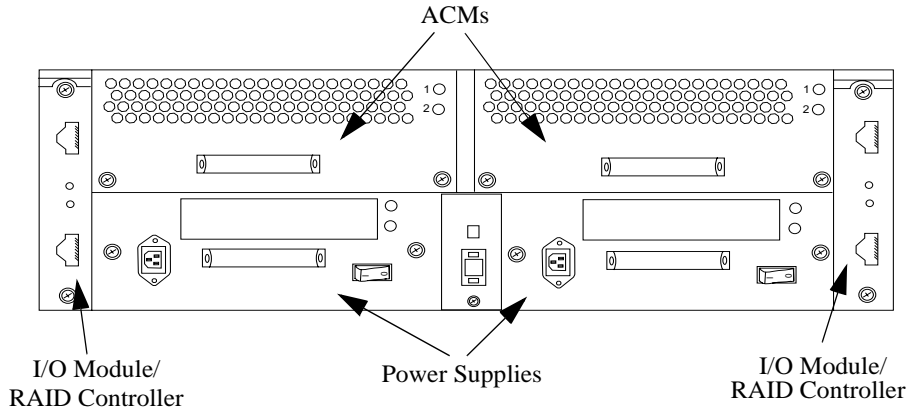 ACMs
1
2
1
2
I/O Module/
RAID Controller
Power Supplies
I/O Module/
RAID Controller